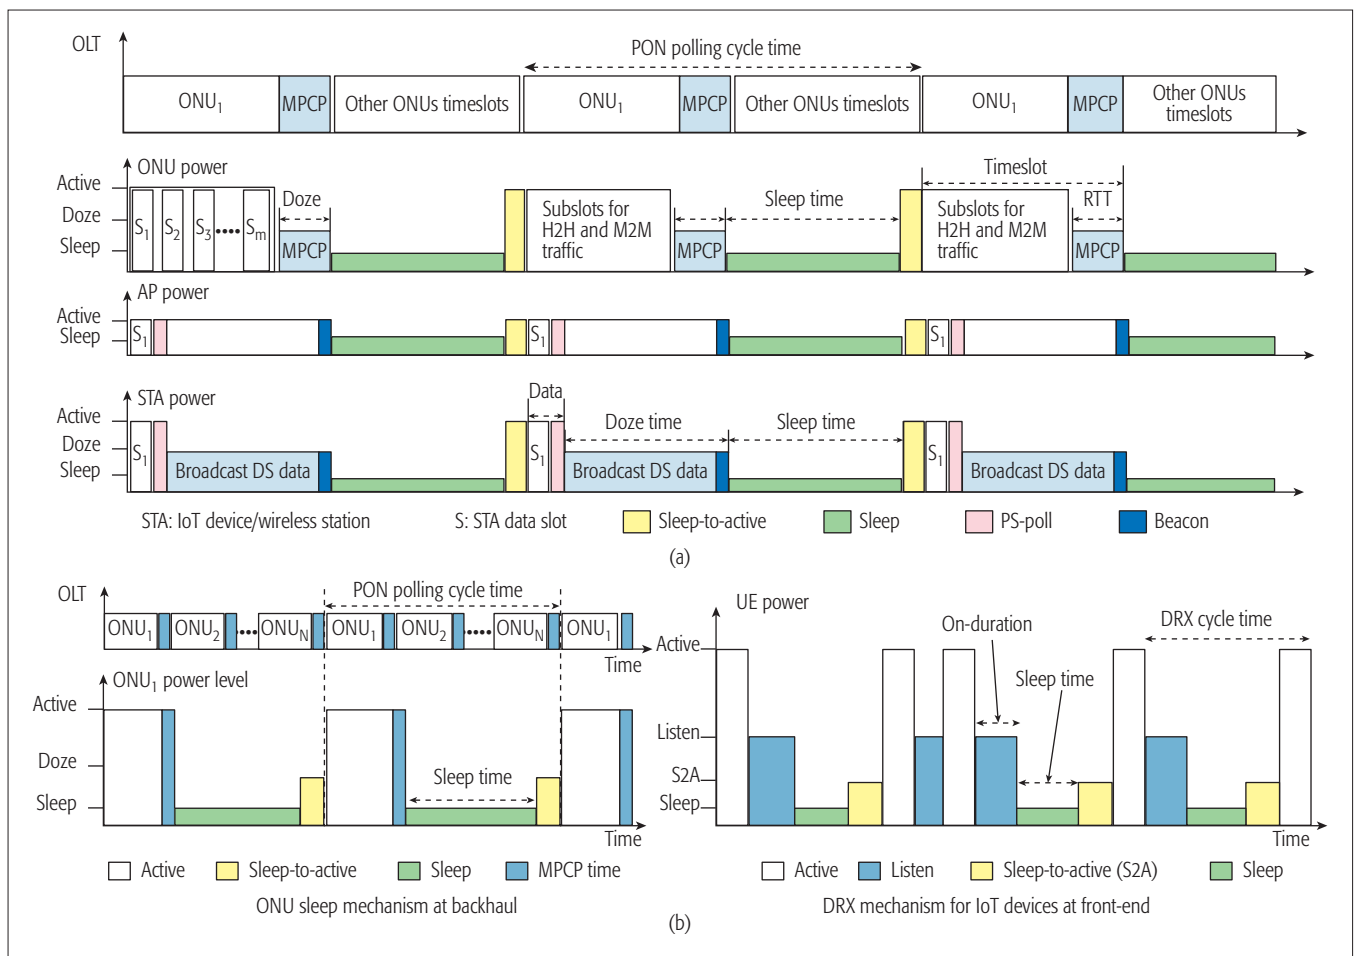 OLT
PON polling cycle time
ONU1 MPCP Other ONUs timeslots ONU1 MPCP Other ONUs timeslots ONU1 MPCP Other ONUs
timeslots
ONU power
Active
Doze
Sleep
S1 S2 S3 •••• Sm
Doze
MPCP
Subslots for
H2H and M2M
traffic
MPCP
Sleep time
Timeslot
Subslots for
H2H and M2M
traffic
RTT
MPCP
AP power
Active
Sleep
S1 S1 S1
STA power
Active
Doze
Sleep
S1
Broadcast DS data
Data
S1
Doze time
Broadcast DS data
Sleep time
S1
Broadcast DS data
STA: IoT device/wireless station S: STA data slot Sleep-to-active Sleep PS-poll Beacon
(a)
OLT
PON polling cycle time
ONU1 ONU2 •••• ONUN ONU1 ONU2 ••••• ONUN ONU1
Time
ONU1 power level
Active
Doze
Sleep
Sleep time
Time
Active Sleep-to-active Sleep MPCP time
ONU sleep mechanism at backhaul
UE power
Active
Listen
S2A
Sleep
On-duration
Sleep time
DRX cycle time
Time
Active Listen Sleep-to-active (S2A) Sleep
DRX mechanism for IoT devices at front-end
(b)